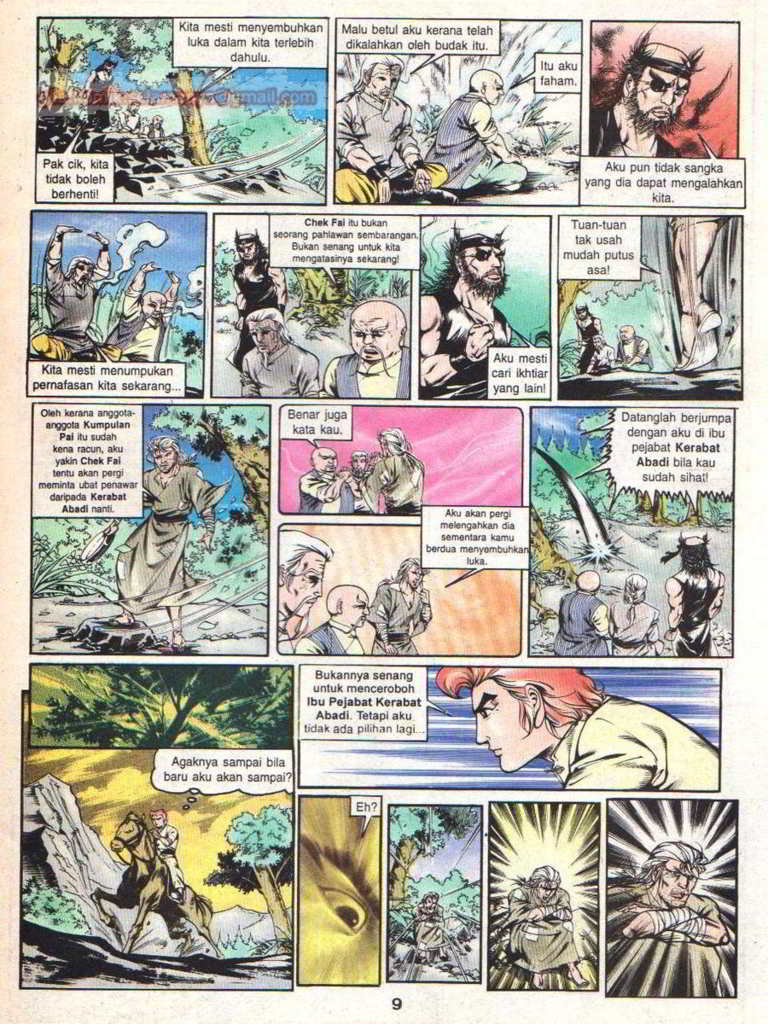 Kita mesti menyembuhkan
luka dalam kita terlebih
dahulu.
Pak cik, kita
tidak boleh
berhenti!
Malu betul aku kerana telah
dikalahkan oleh budak itu.
Itu aku
faham.
Aku pun tidak sangka
yang dia dapat mengalahkan
kita.
Kita mesti menumpukan
pernafasan kita sekarang...
Chek Fai itu bukan
seorang pahlawan sembarangan.
Bukan senang untuk kita
mengatasinya sekarang!
Aku mesti
cari ikhtiar
yang lain!
Tuan-tuan
tak usah
mudah putus
asa!
Oleh kerana anggota-
anggota Kumpulan
Pai itu sudah
kena racun, aku
yakin Chek Fai
tentu akan pergi
meminta ubat penawar
daripada Kerabat
Abadi nanti.
Benar juga
kata kau.
Aku akan pergi
melengahkan dia
sementara kamu
berdua menyembuhkan
luka.
Datanglah berjumpa
dengan aku di ibu
pejabat Kerabat
Abadi bila kau
sudah sihat!
Bukannya senang
untuk menceroboh
Ibu Pejabat Kerabat
Abadi. Tetapi aku
tidak ada pilihan lagi...
Agaknya sampai bila
baru aku akan sampai?
Eh?
9